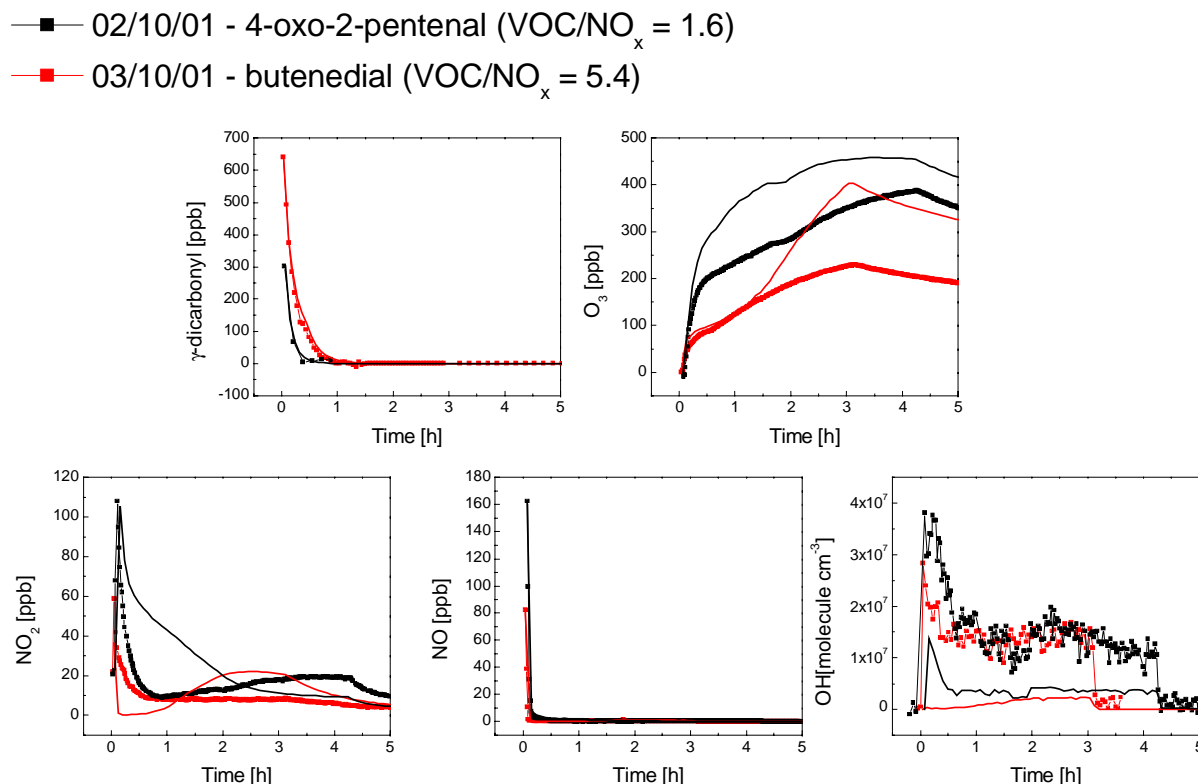 02/10/01 - 4-oxo-2-pentenal (VOC/NOx = 1.6)
03/10/01 - butenedial (VOC/NOx = 5.4)
700
600
500
400
300
200
100
0
-100
γ-dicarbonyl [ppb]
0 1 2 3 4 5
Time [h]
500
400
300
200
100
0
O3 [ppb]
0 1 2 3 4 5
Time [h]
120
100
80
60
40
20
0
NO2 [ppb]
0 1 2 3 4 5
Time [h]
180
160
140
120
100
80
60
40
20
0
NO [ppb]
0 1 2 3 4 5
Time [h]
4x10^7
3x10^7
2x10^7
1x10^7
0
OH[molecule cm^-3]
0 1 2 3 4 5
Time [h]